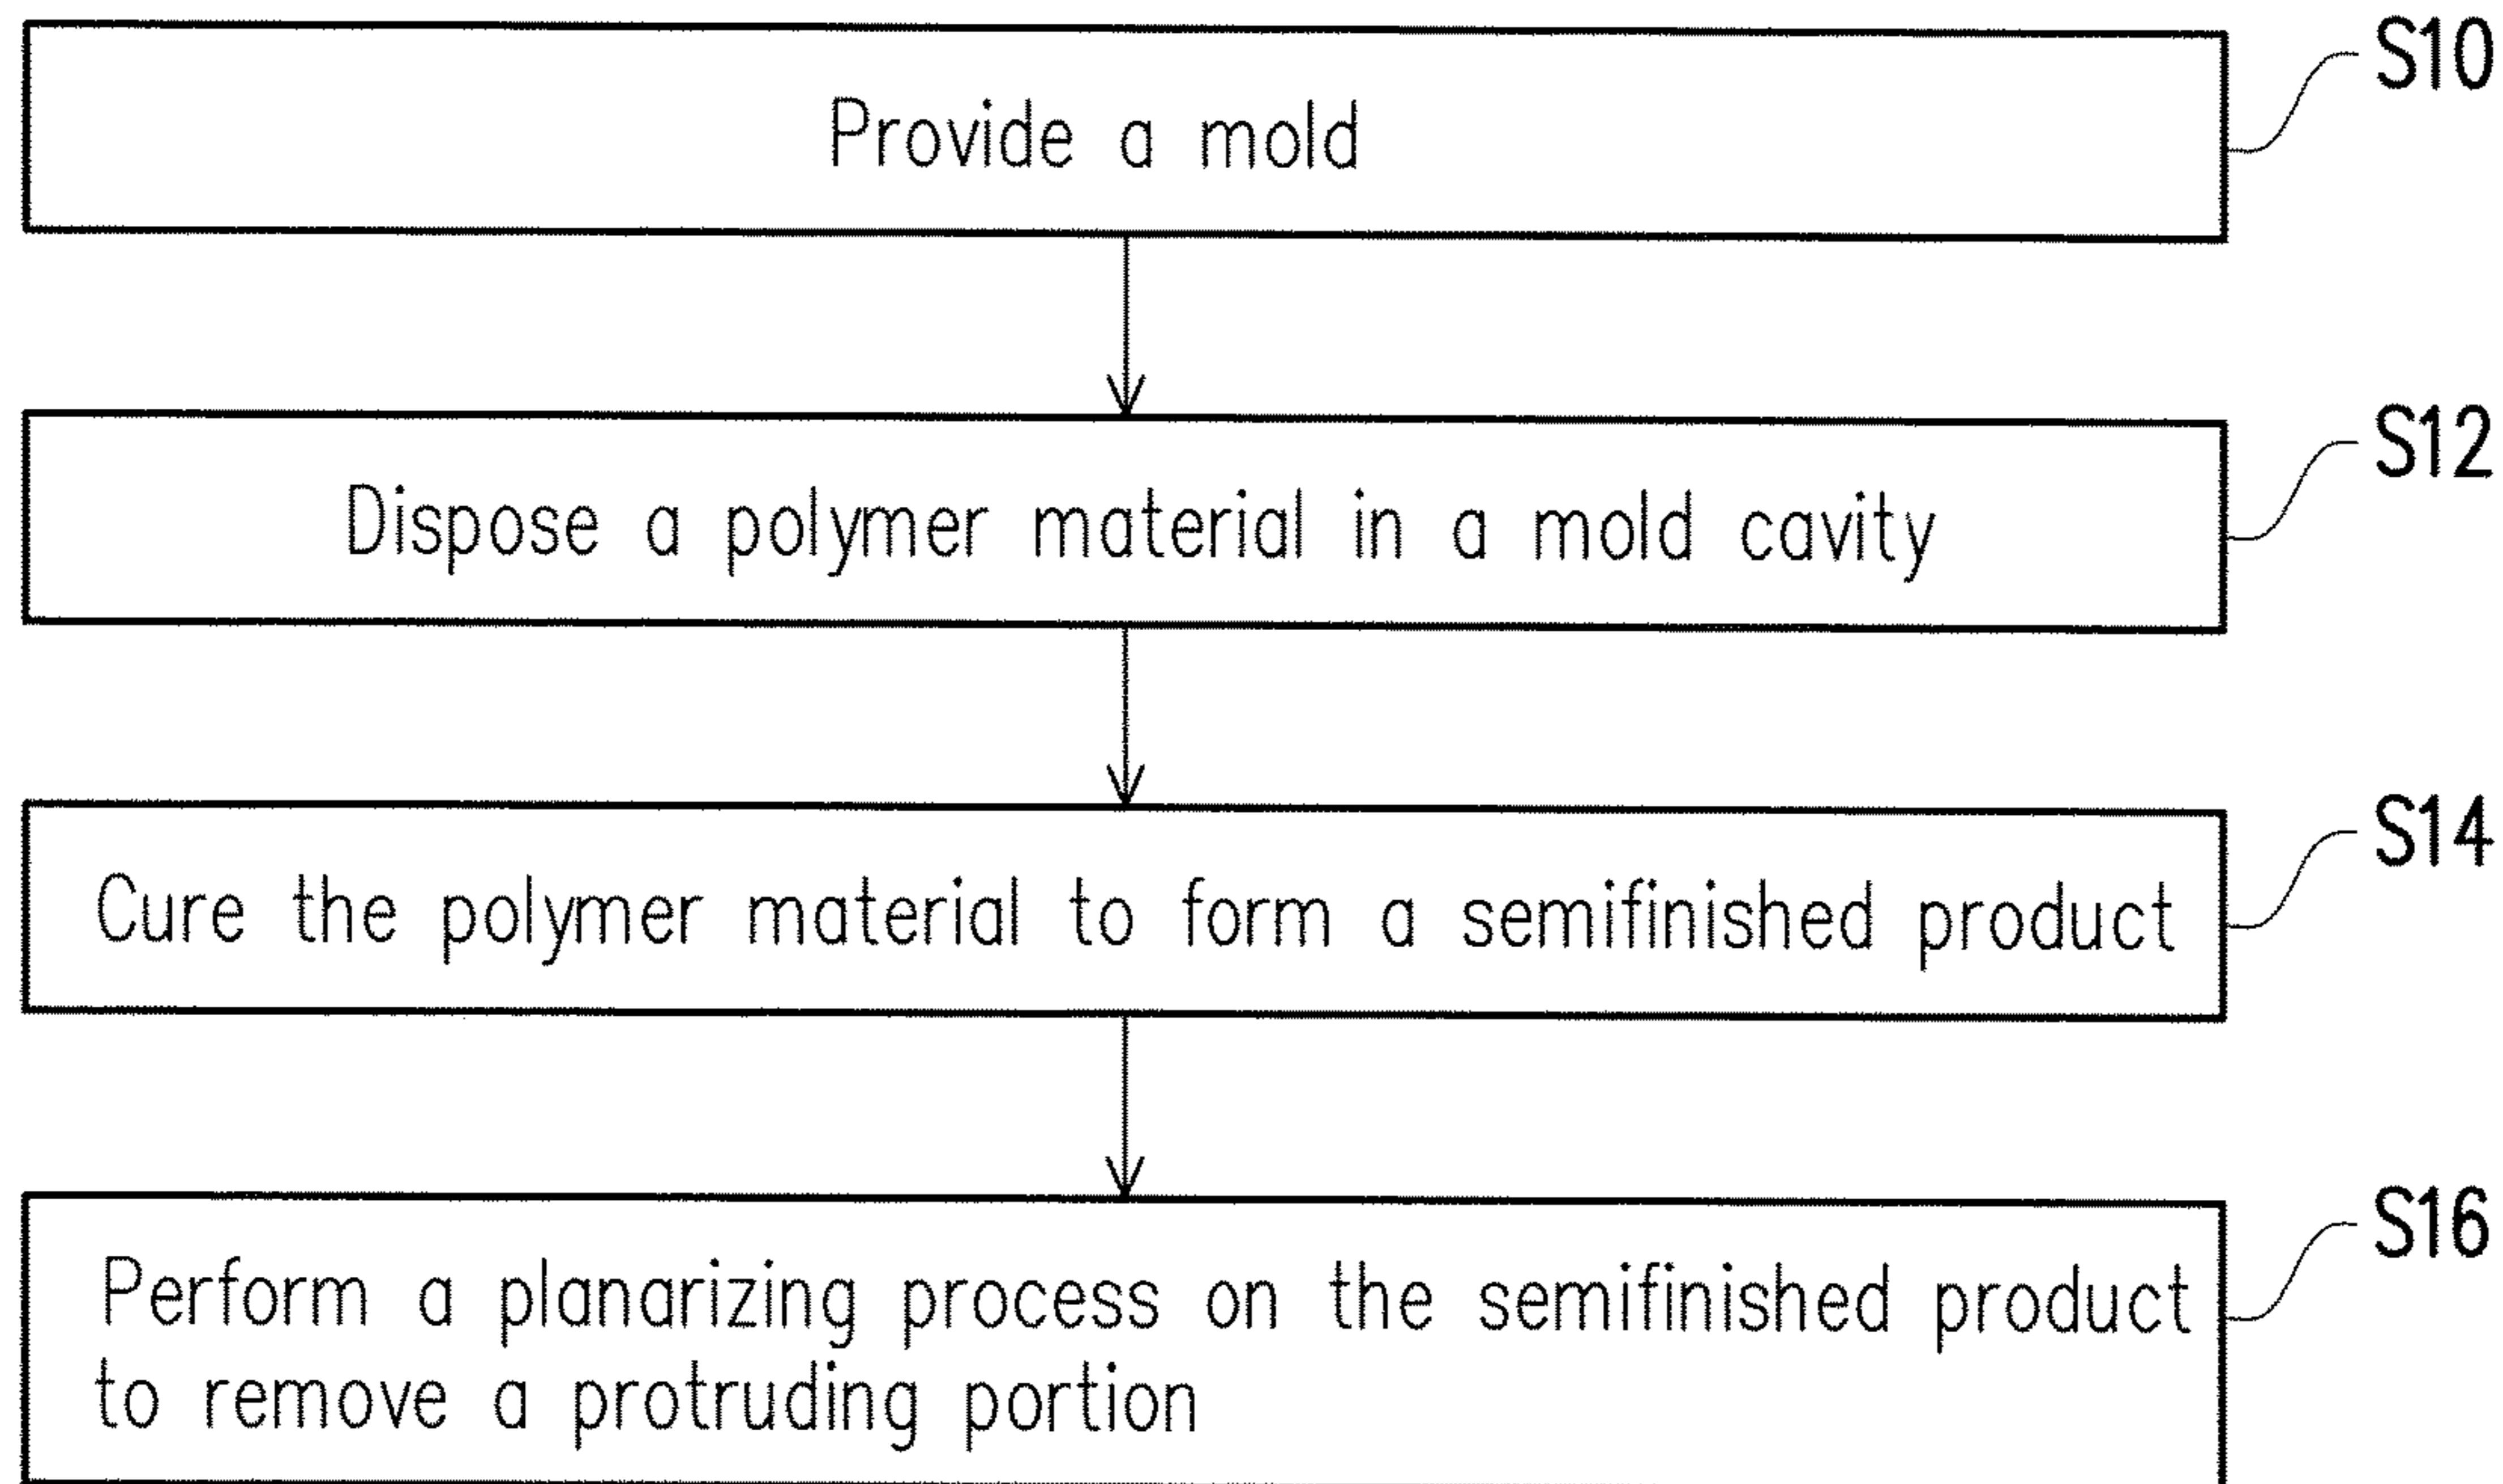 Provide a mold
S10
Dispose a polymer material in a mold cavity
S12
Cure the polymer material to form a semifinished product
S14
Perform a planarizing process on the semifinished product
to remove a protruding portion
S16